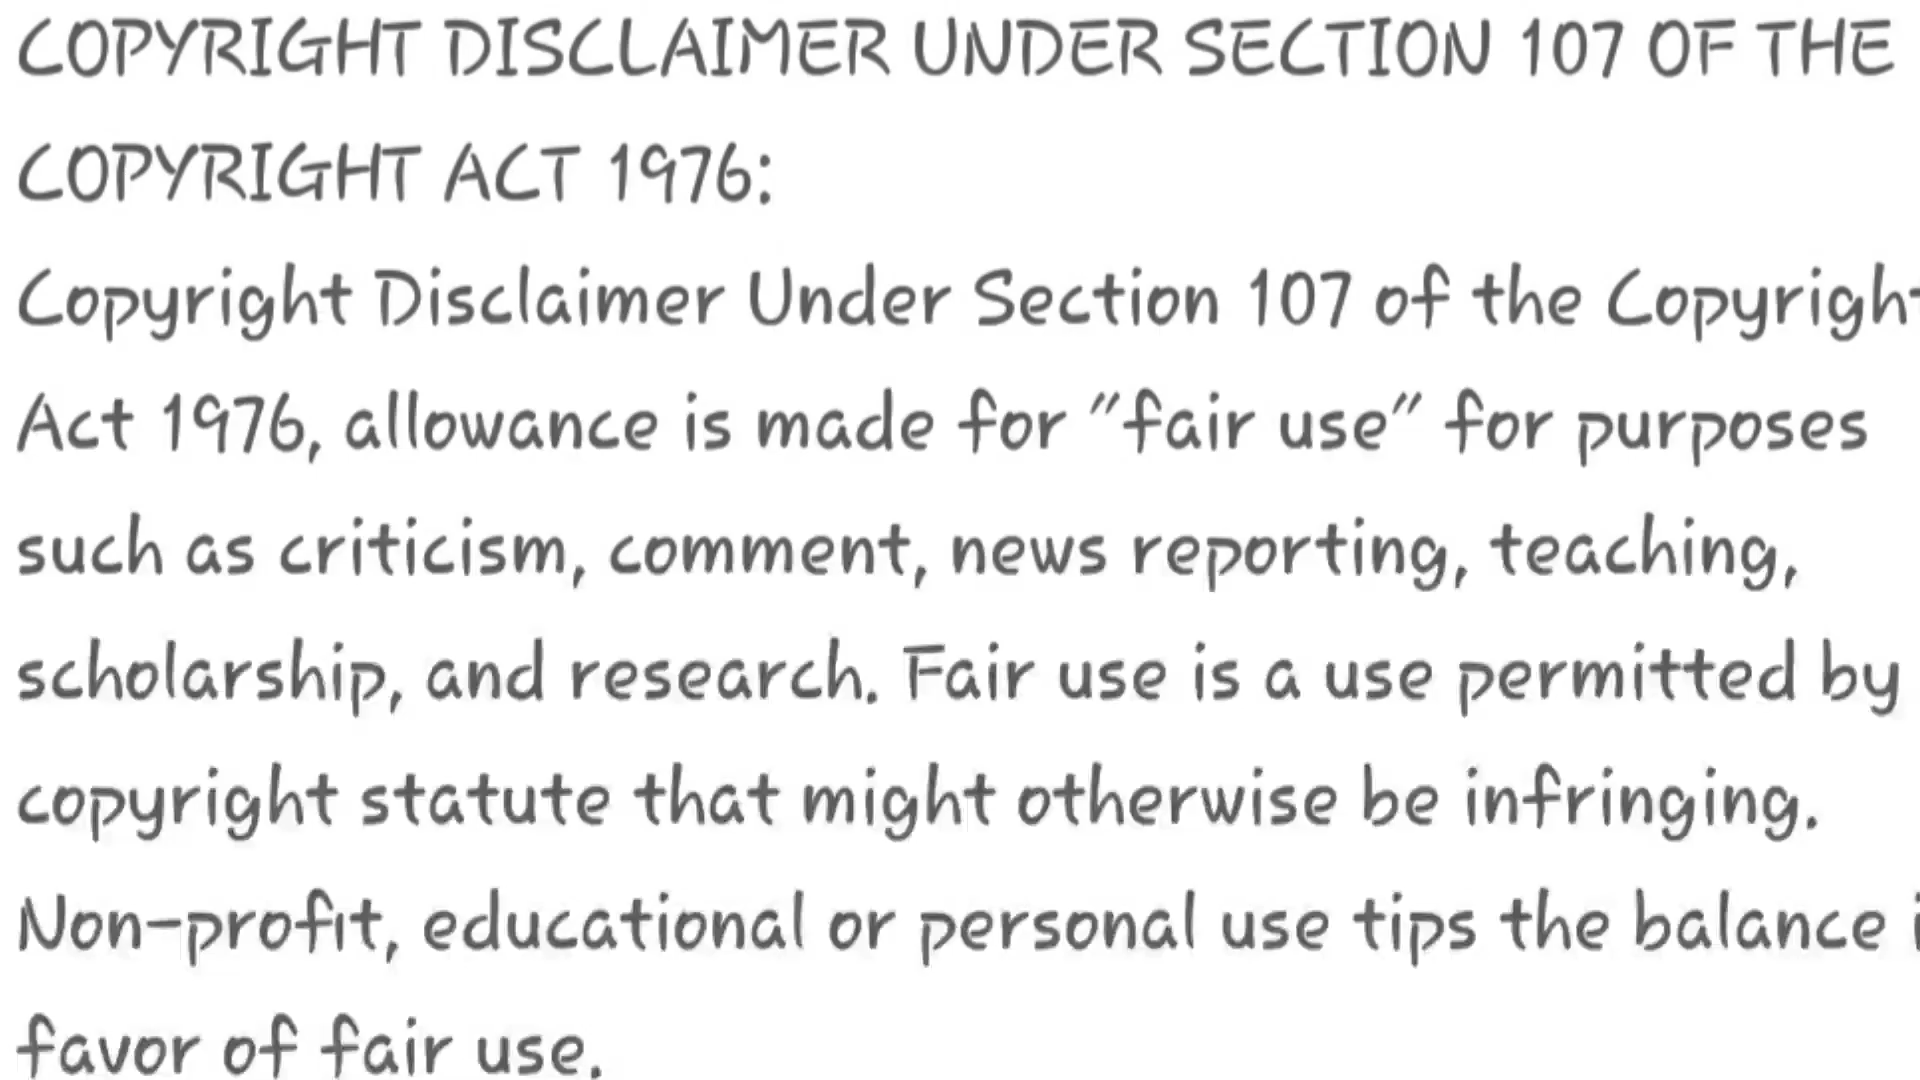 COPYRIGHT DISCLAIMER UNDER SECTION 107 OF THE
COPYRIGHT ACT 1976:
Copyright Disclaimer Under Section 107 of the Copyright
Act 1976, allowance is made for "fair use" for purposes
such as criticism, comment, news reporting, teaching,
scholarship, and research. Fair use is a use permitted by
copyright statute that might otherwise be infringing.
Non-profit, educational or personal use tips the balance
favor of fair use.